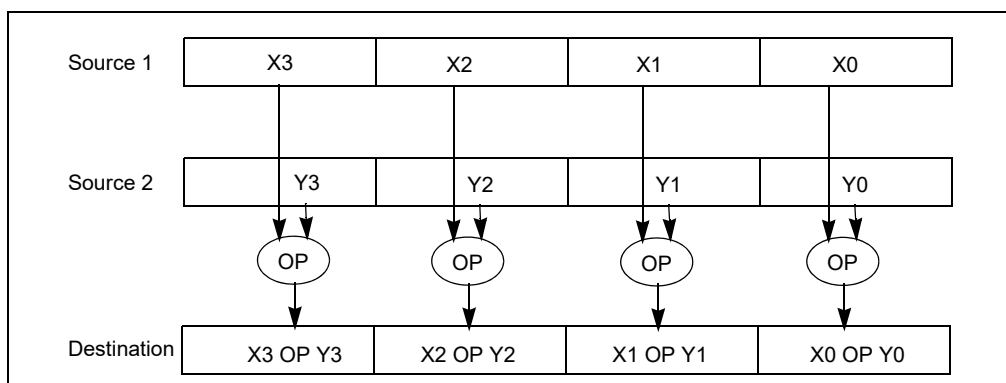 Source 1 X3 X2 X1 X0
Source 2 Y3 Y2 Y1 Y0
OP OP OP OP
Destination X3 OP Y3 X2 OP Y2 X1 OP Y1 X0 OP Y0